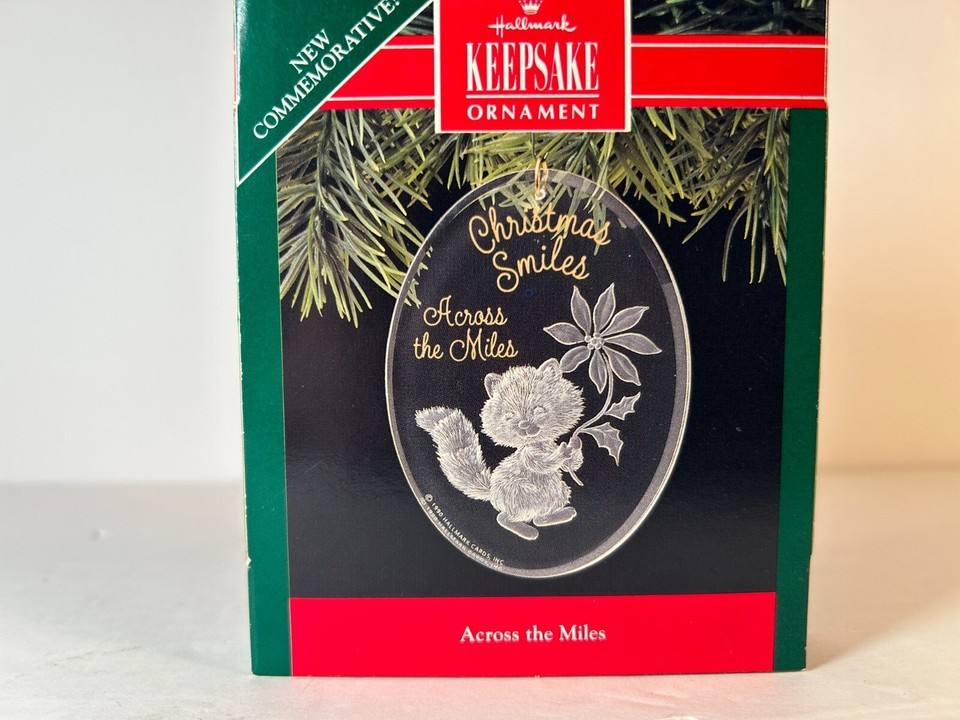 NEW
COMMEMORATIVE!
Hallmark
KEEPSAKE
ORNAMENT
Christmas
Smiles
Across
the Miles
© 1990 HALLMARK CARDS, INC.
Across the Miles